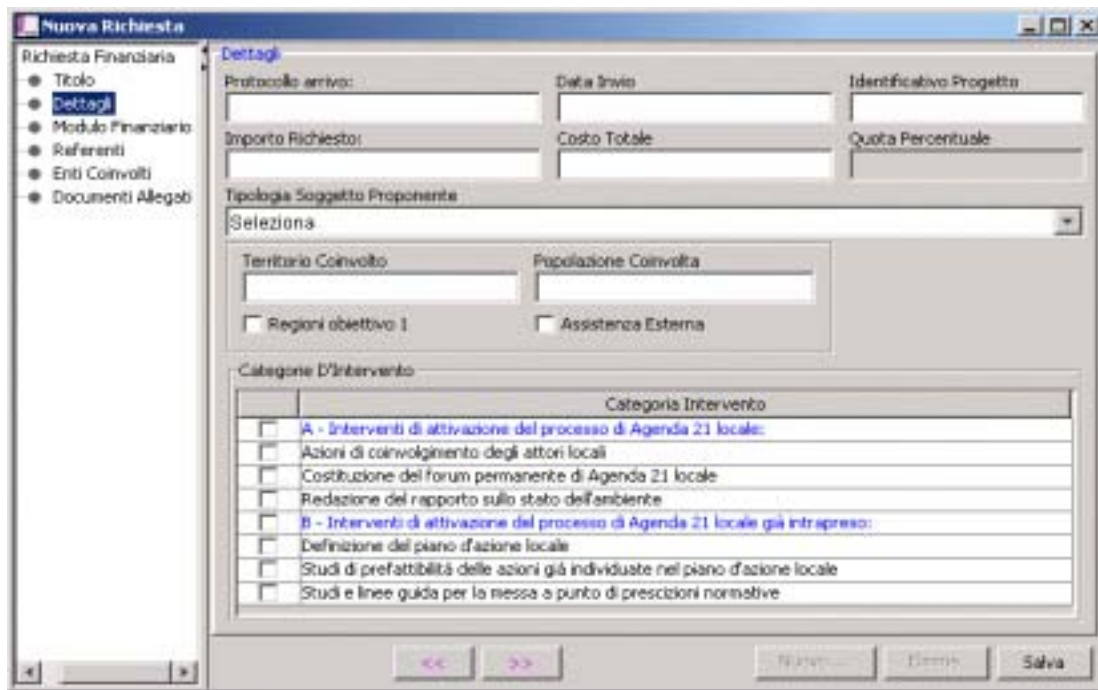 Nuova Richiesta
Richiesta Finanziaria
Titolo
Dettagli
Modulo Finanziario
Referenti
Enti Coinvolti
Documenti Allegati
Dettagli
Protocollo arrivo: Data Invio Identificativo Progetto
Importo Richiesto: Costo Totale Quota Percentuale
Tipologia Soggetto Proponente
Seleziona
Territorio Coinvolto Popolazione Coinvolta
Regioni obiettivo 1 Assistenza Esterna
Categorie D'Intervento
Categoria Intervento
A - Interventi di attivazione del processo di Agenda 21 locale:
Azioni di coinvolgimento degli attori locali
Costituzione del forum permanente di Agenda 21 locale
Redazione del rapporto sullo stato dell'ambiente
B - Interventi di attivazione del processo di Agenda 21 locale già intrapreso:
Definizione del piano d'azione locale
Studi di prefattibilità delle azioni già individuate nel piano d'azione locale
Studi e linee guida per la messa a punto di prescizioni normative
<< >> Salva